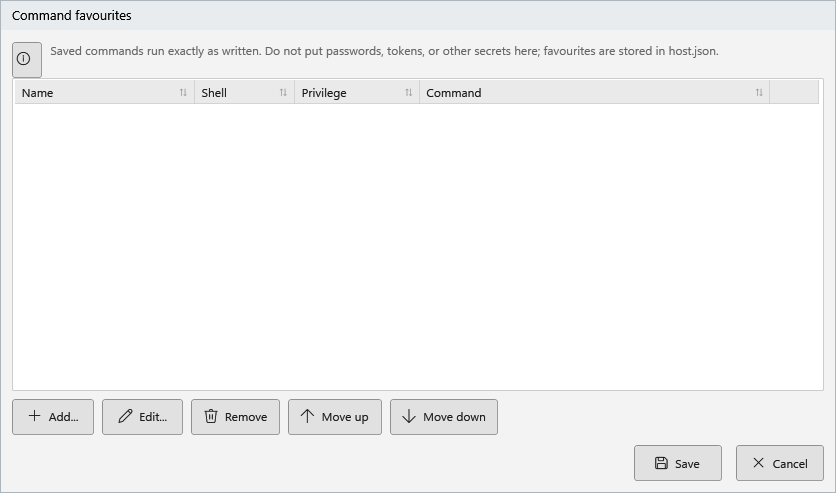 Command favourites
Saved commands run exactly as written. Do not put passwords, tokens, or other secrets here; favourites are stored in host.json.
Name Shell Privilege Command
Add... Edit... Remove Move up Move down
Save Cancel